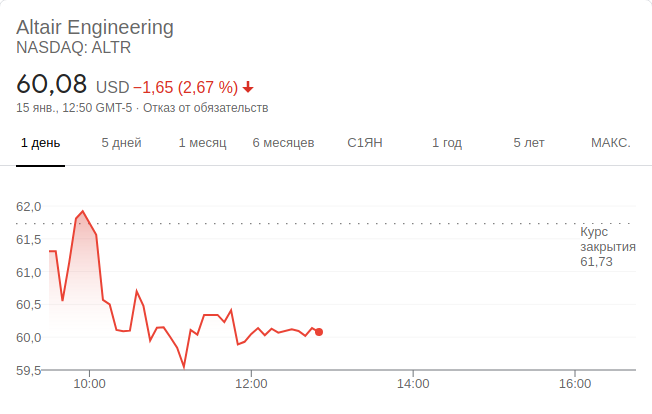 Altair Engineering
NASDAQ: ALTR
60,08 USD −1,65 (2,67 %)
15 янв., 12:50 GMT-5 · Отказ от обязательств
1 день 5 дней 1 месяц 6 месяцев С1ЯН 1 год 5 лет МАКС.
62,0
61,5
61,0
60,5
60,0
59,5
Курс
закрытия
61,73
10:00 12:00 14:00 16:00